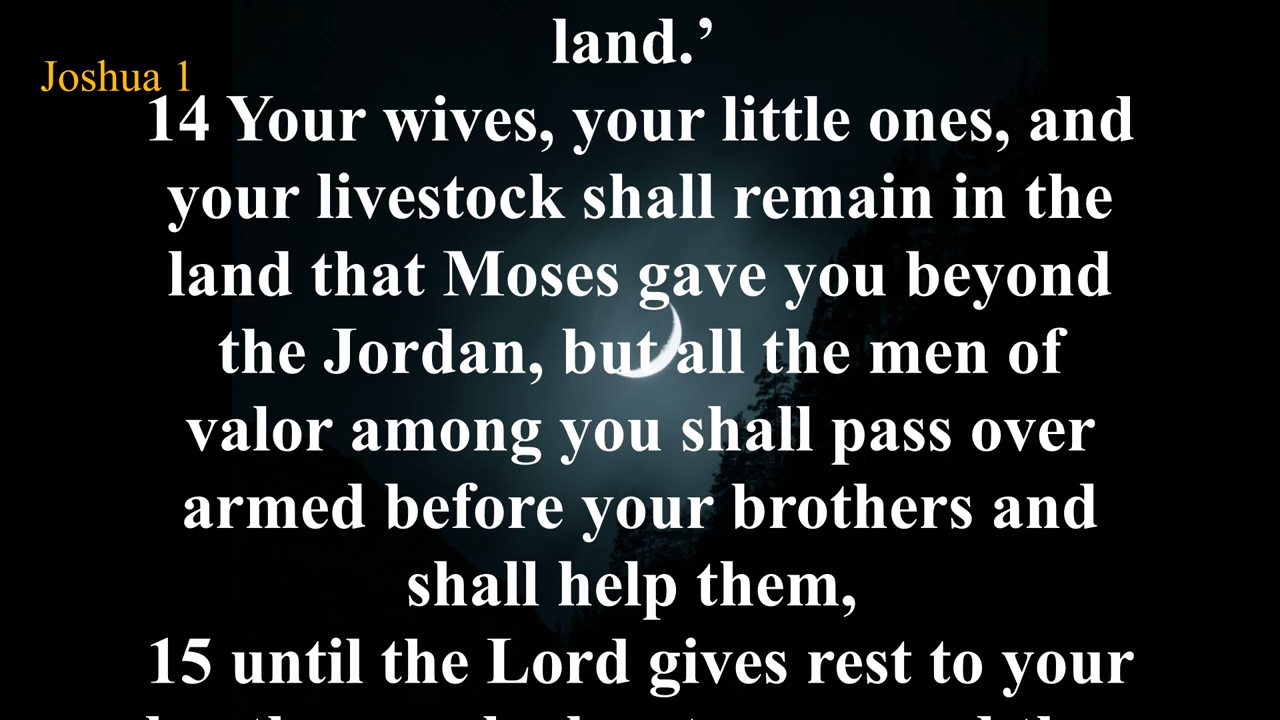 land.’
Joshua 1
14 Your wives, your little ones, and
your livestock shall remain in the
land that Moses gave you beyond
the Jordan, but all the men of
valor among you shall pass over
armed before your brothers and
shall help them,
15 until the Lord gives rest to your